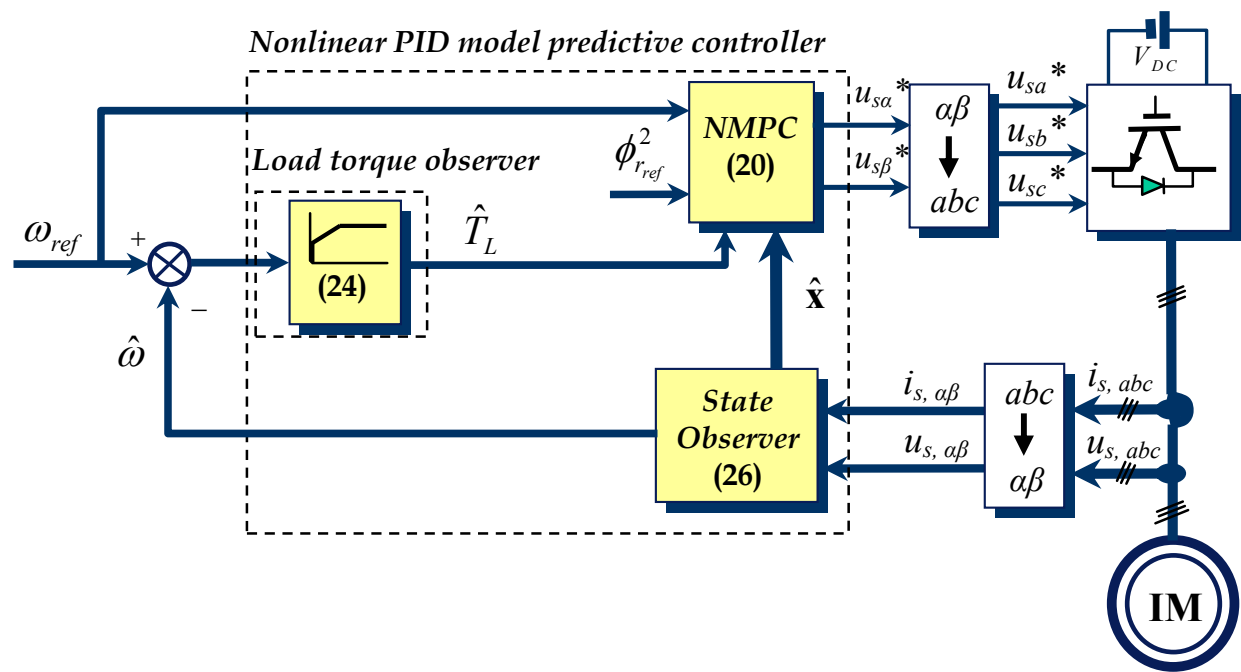 Nonlinear PID model predictive controller
V_DC
u_sα*
u_sa*
NMPC
(20)
αβ
abc
ϕ²_r_ref
u_sβ*
u_sb*
Load torque observer
u_sc*
ω_ref
+
(24)
T̂_L
−
x̂
ω̂
State
Observer
(26)
i_s, αβ
abc
αβ
i_s, abc
u_s, αβ
u_s, abc
IM